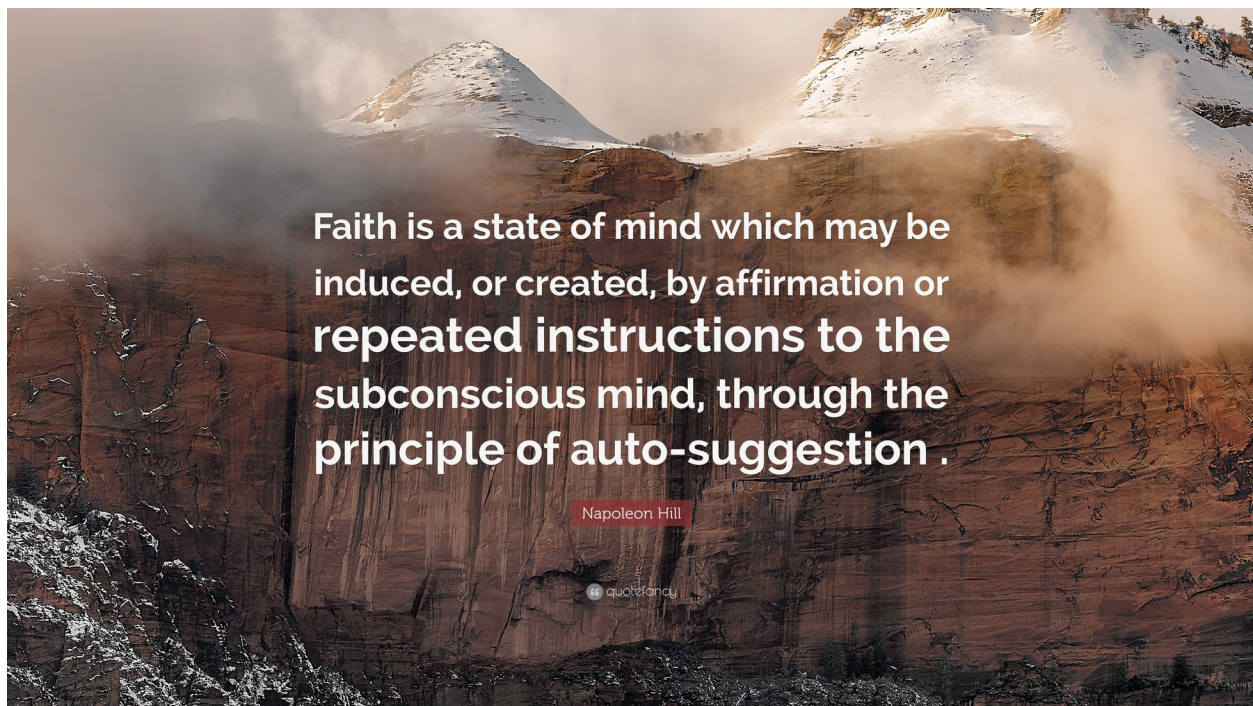 Faith is a state of mind which may be
induced, or created, by affirmation or
repeated instructions to the
subconscious mind, through the
principle of auto-suggestion .
Napoleon Hill
quotefancy